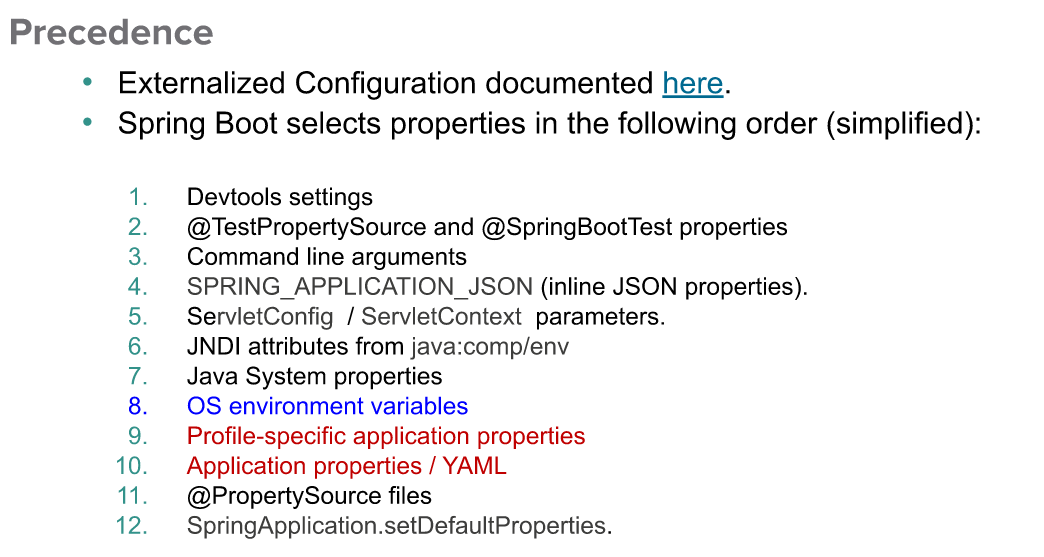 Precedence
• Externalized Configuration documented here.
• Spring Boot selects properties in the following order (simplified):
1. Devtools settings
2. @TestPropertySource and @SpringBootTest properties
3. Command line arguments
4. SPRING_APPLICATION_JSON (inline JSON properties).
5. ServletConfig / ServletContext parameters.
6. JNDI attributes from java:comp/env
7. Java System properties
8. OS environment variables
9. Profile-specific application properties
10. Application properties / YAML
11. @PropertySource files
12. SpringApplication.setDefaultProperties.